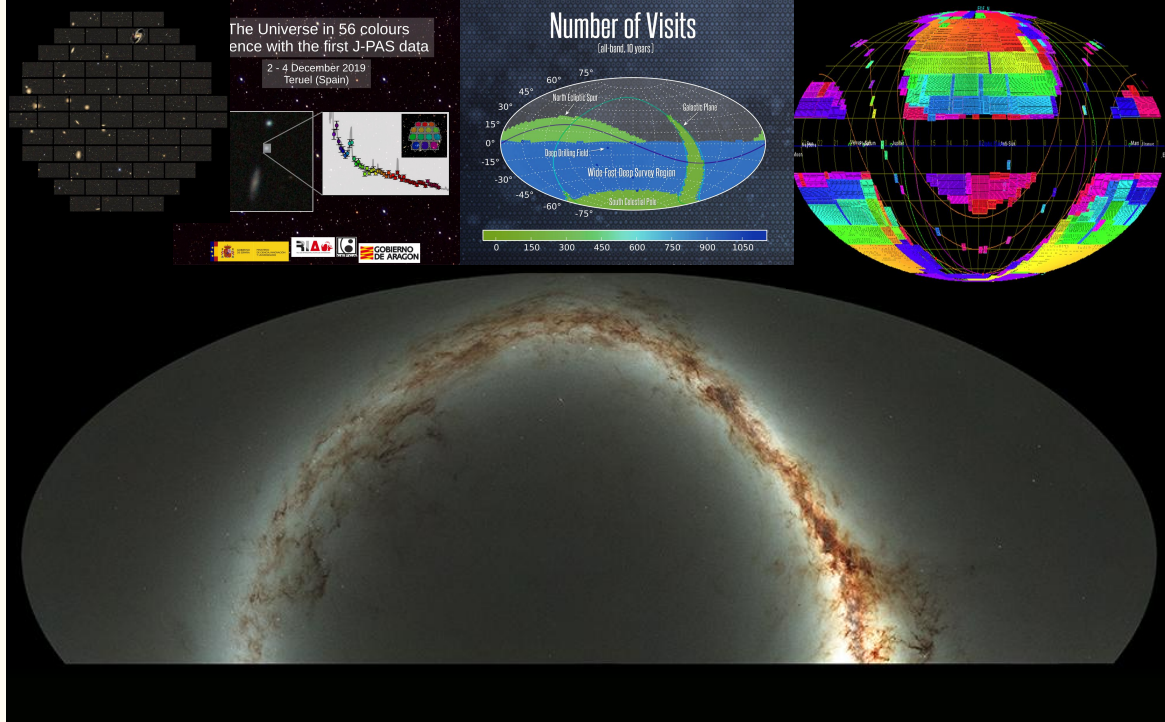 The Universe in 56 colours
ence with the first J-PAS data
2 - 4 December 2019
Teruel (Spain)
GOBIERNO
DE ARAGON
Number of Visits
(all-band, 10 years)
75°
60°
45°
30°
15°
0°
-15°
-30°
-45°
-60°
-75°
North Ecliptic Spur
Galactic Plane
Deep Drilling Field
Wide-Fast-Deep Survey Region
South Celestial Pole
0 150 300 450 600 750 900 1050